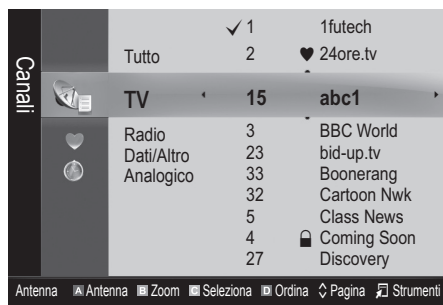 Canali
1 1futech
Tutto 2 ♥ 24ore.tv
TV 15 abc1
Radio 3 BBC World
Dati/Altro 23 bid-up.tv
Analogico 33 Boonerang
32 Cartoon Nwk
5 Class News
4 Coming Soon
27 Discovery
Antenna A Antenna B Zoom C Seleziona D Ordina Pagina Strumenti